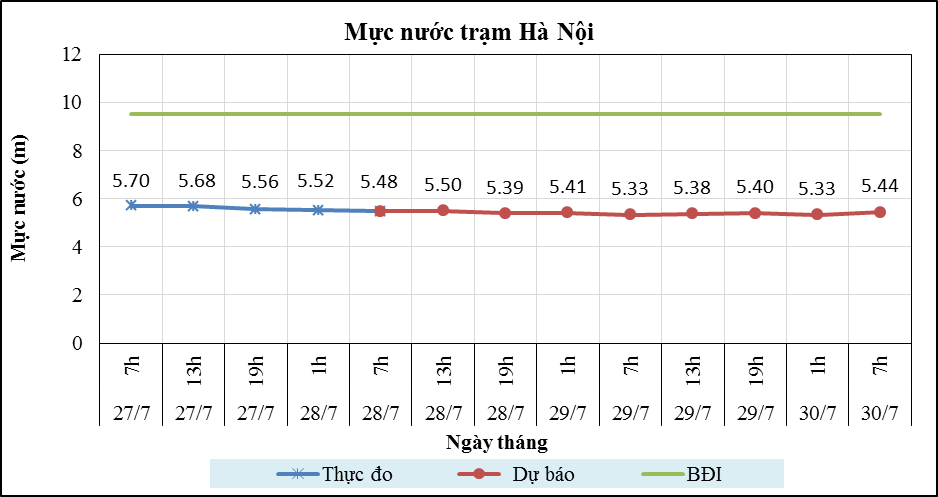 Mực nước trạm Hà Nội
Mực nước (m)
12
10
8
6
4
2
0
5.70 5.68 5.56 5.52 5.48 5.50 5.39 5.41 5.33 5.38 5.40 5.33 5.44
7h 13h 19h 1h 7h 13h 19h 1h 7h 13h 19h 1h 7h
27/7 27/7 27/7 28/7 28/7 28/7 28/7 29/7 29/7 29/7 29/7 30/7 30/7
Ngày tháng
Thực đo Dự báo BĐI